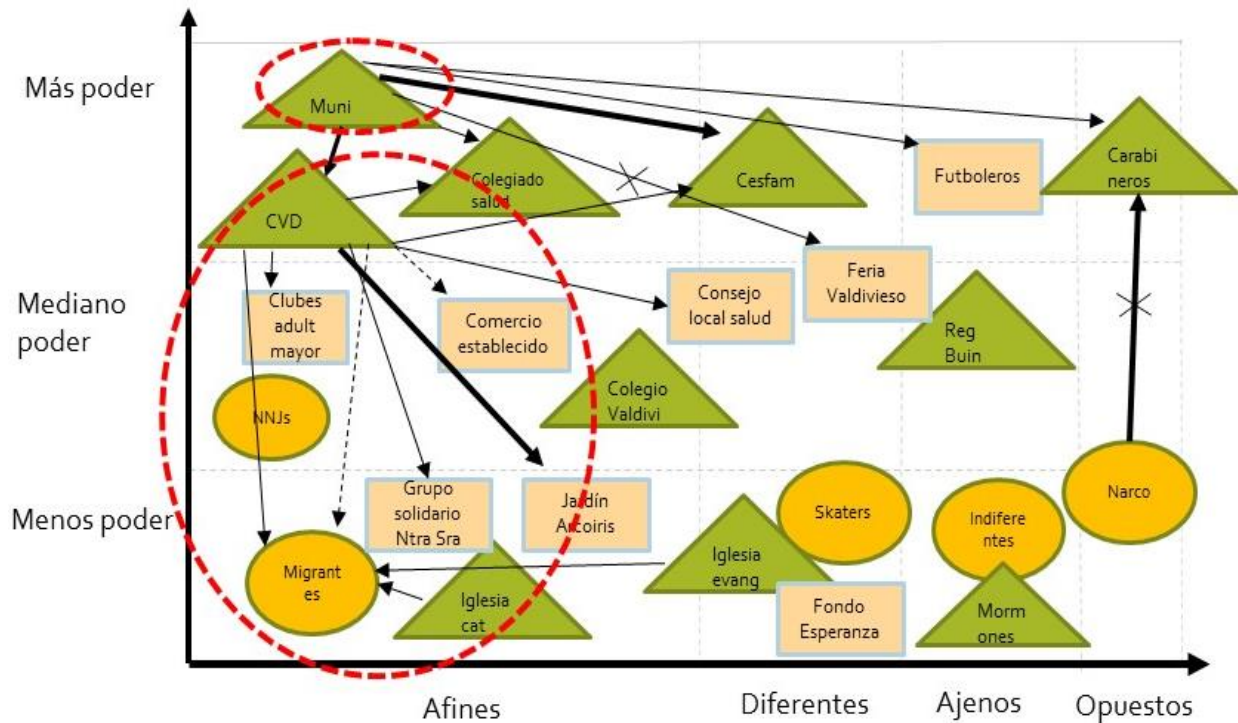 Más poder
Muni
Colegiado
salud
Cesfam
Futboleros
Carabi
neros
CVD
Mediano
poder
Clubes
adult
mayor
Comercio
establecido
Consejo
local salud
Feria
Valdivieso
Reg
Buin
Colegio
Valdivi
NNJs
Menos poder
Grupo
solidario
Ntra Sra
Jardín
Arcoiris
Skaters
Indifere
ntes
Narco
Migrant
es
Iglesia
cat
Iglesia
evang
Fondo
Esperanza
Morm
ones
Afines
Diferentes
Ajenos
Opuestos